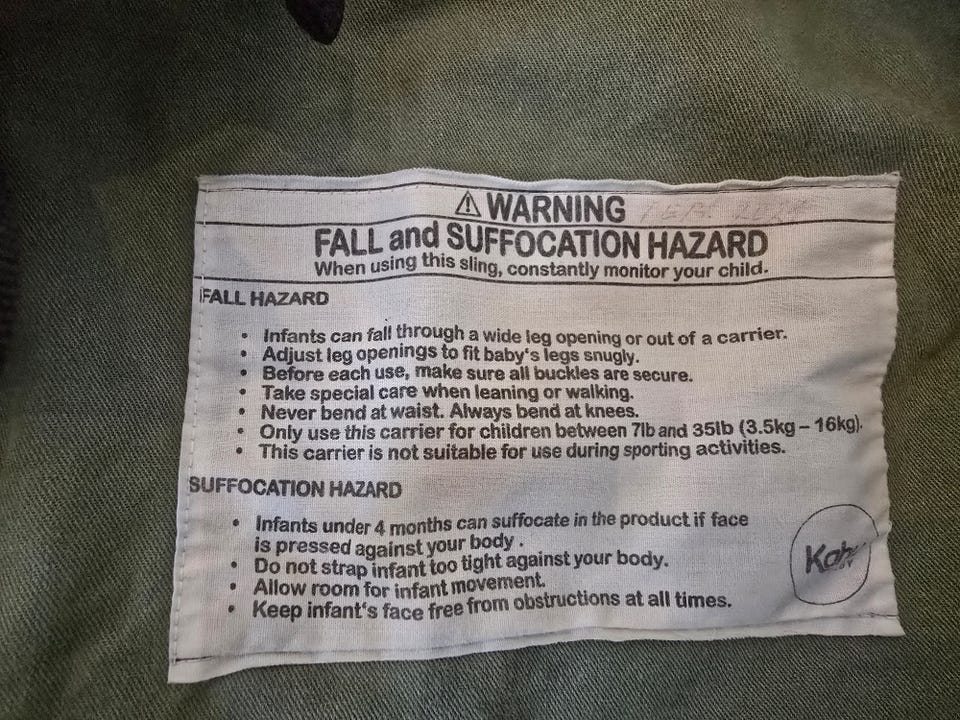 WARNING
FALL and SUFFOCATION HAZARD
When using this sling, constantly monitor your child.
FALL HAZARD
• Infants can fall through a wide leg opening or out of a carrier.
• Adjust leg openings to fit baby's legs snugly.
• Before each use, make sure all buckles are secure.
• Take special care when leaning or walking.
• Never bend at waist. Always bend at knees.
• Only use this carrier for children between 7lb and 35lb (3.5kg – 16kg).
• This carrier is not suitable for use during sporting activities.
SUFFOCATION HAZARD
• Infants under 4 months can suffocate in the product if face
is pressed against your body .
• Do not strap infant too tight against your body.
• Allow room for infant movement.
• Keep infant's face free from obstructions at all times.